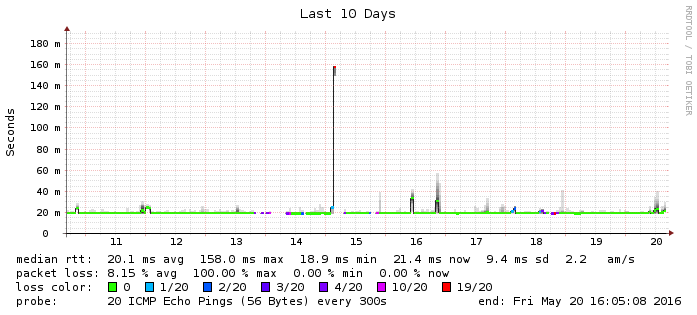 Last 10 Days
RRDTOOL / TOBI OETIKER
Seconds
180 m
160 m
140 m
120 m
100 m
80 m
60 m
40 m
20 m
0
11 12 13 14 15 16 17 18 19 20
median rtt: 20.1 ms avg 158.0 ms max 18.9 ms min 21.4 ms now 9.4 ms sd 2.2 am/s
packet loss: 8.15 % avg 100.00 % max 0.00 % min 0.00 % now
loss color: 0 1/20 2/20 3/20 4/20 10/20 19/20
probe: 20 ICMP Echo Pings (56 Bytes) every 300s end: Fri May 20 16:05:08 2016